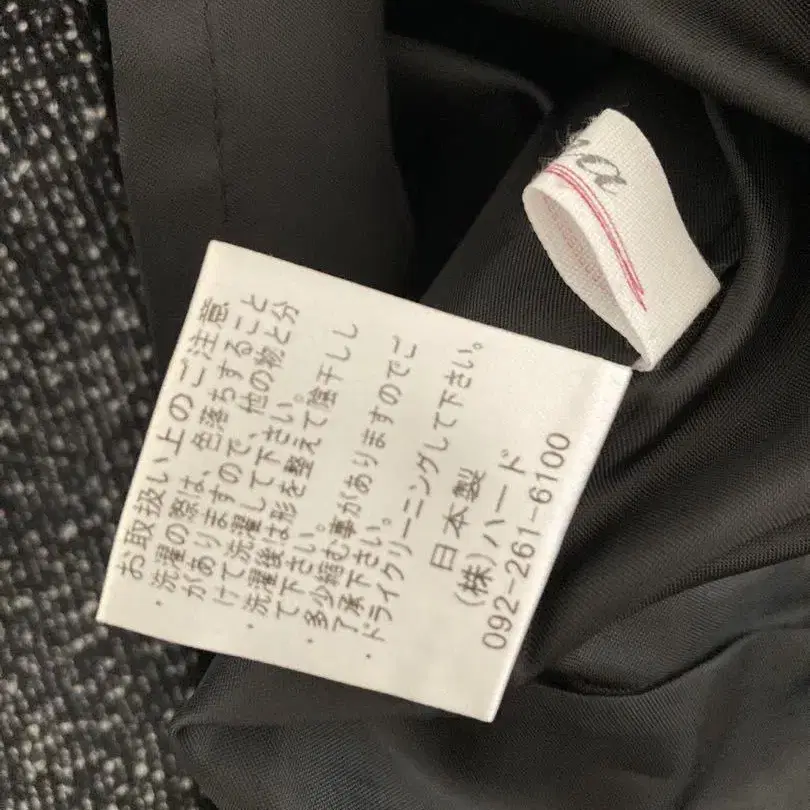 お取扱い上のご注意
・洗濯の際は、色落ちすること
がありますので、他の物と分
けて洗濯して下さい。
・洗濯後は形を整えて陰干しし
て下さい。
・多少縮む事がありますのでご
了承下さい。
・ドライクリーニングして下さい。
日本製
(株)ハード
092-261-6100